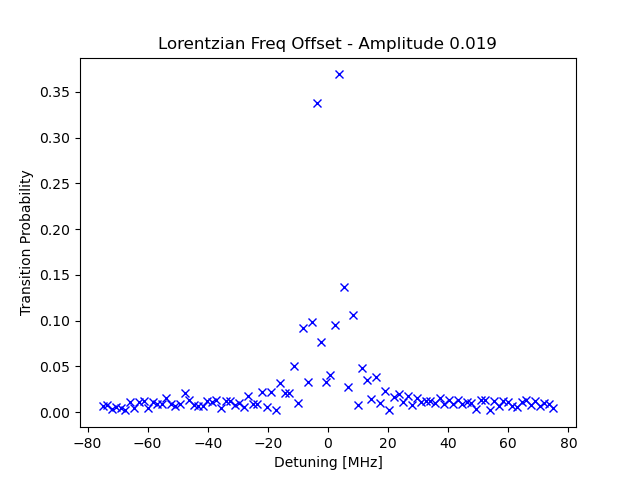 Lorentzian Freq Offset - Amplitude 0.019
Transition Probability
0.35
0.30
0.25
0.20
0.15
0.10
0.05
0.00
−80 −60 −40 −20 0 20 40 60 80
Detuning [MHz]